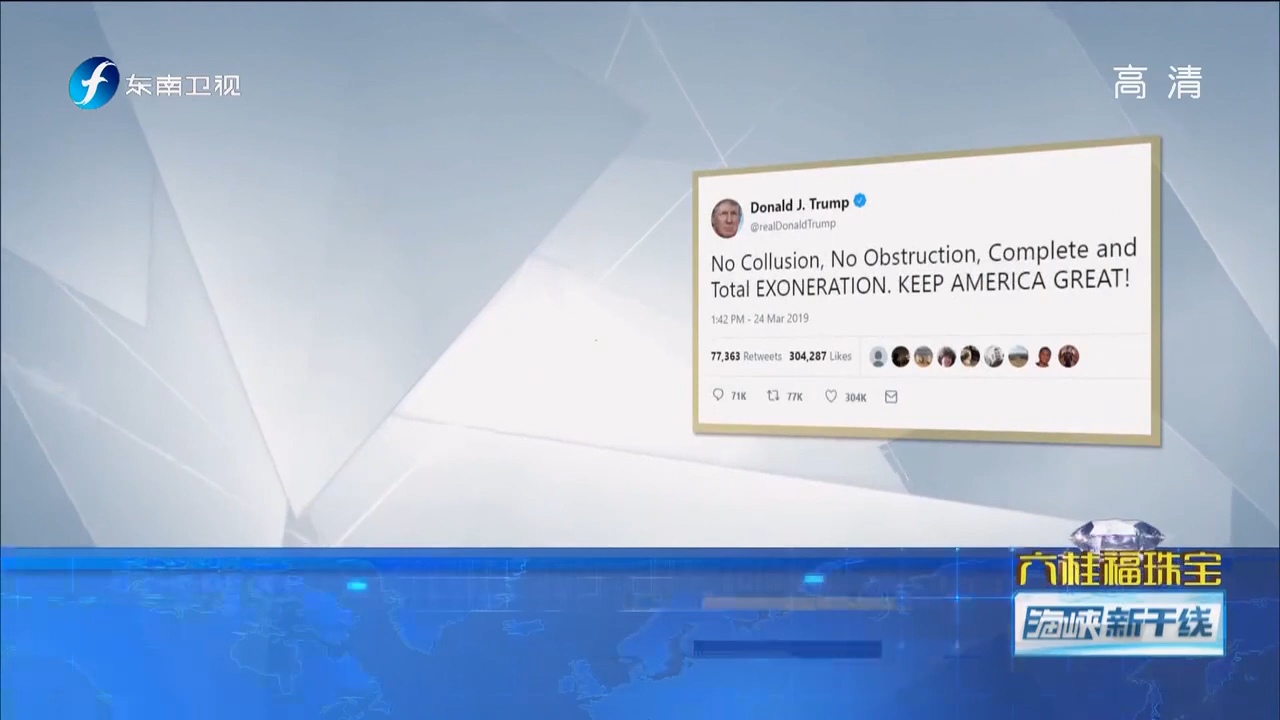 东南卫视
高清
Donald J. Trump
@realDonaldTrump
No Collusion, No Obstruction, Complete and
Total EXONERATION. KEEP AMERICA GREAT!
1:42 PM - 24 Mar 2019
77,363 Retweets 304,287 Likes
71K 77K 304K
六桂福珠宝
海峡新干线